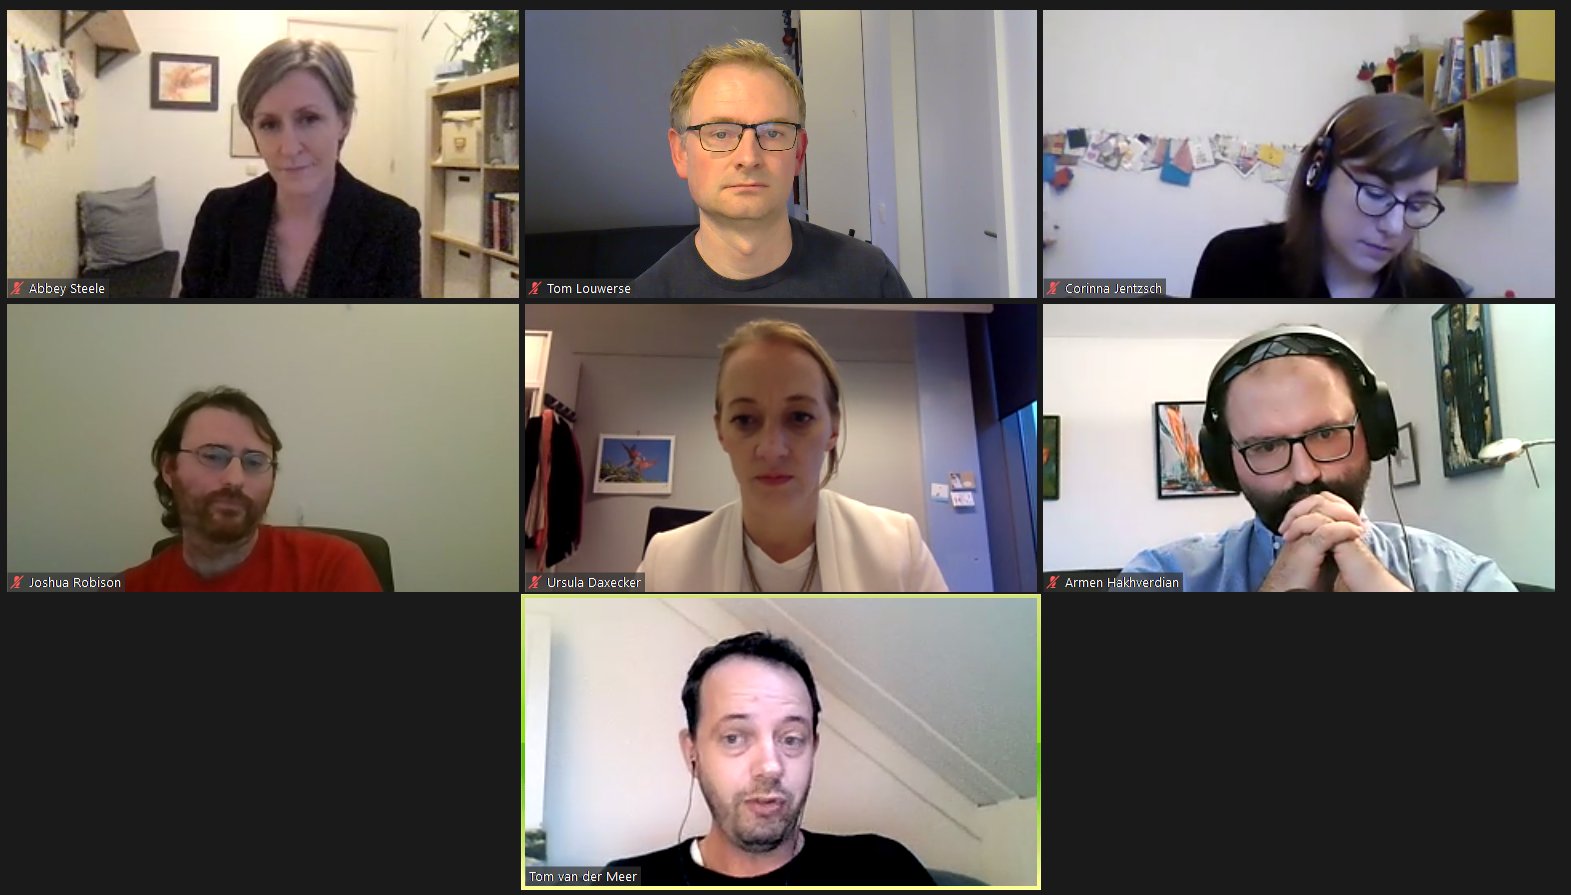 Abbey Steele
Tom Louwerse
Corinna Jentzsch
Joshua Robison
Ursula Daxecker
Armen Hakhverdian
Tom van der Meer